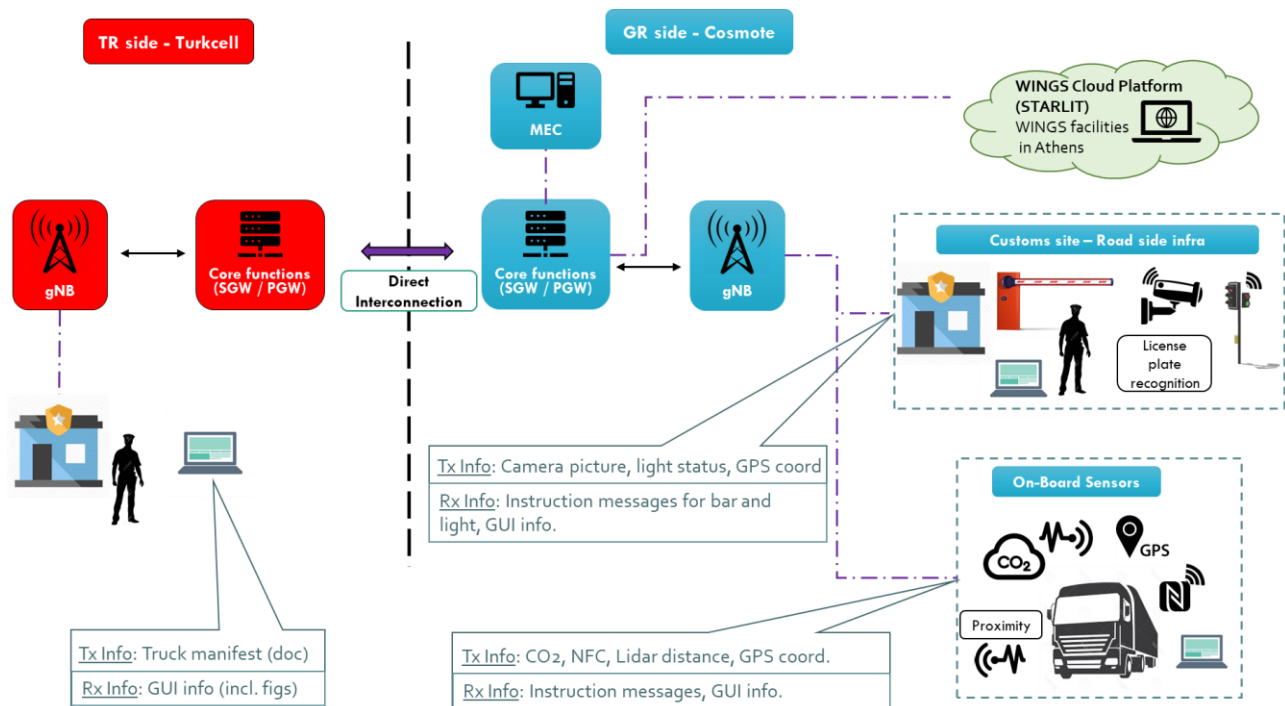 TR side - Turkcell
GR side - Cosmote
MEC
WINGS Cloud Platform
(STARLIT)
WINGS facilities
in Athens
gNB
Core functions
(SGW / PGW)
Direct
Interconnection
Core functions
(SGW / PGW)
gNB
Customs site – Road side infra
License
plate
recognition
Tx Info: Camera picture, light status, GPS coord
Rx Info: Instruction messages for bar and
light, GUI info.
On-Board Sensors
CO2
GPS
Proximity
Tx Info: Truck manifest (doc)
Rx Info: GUI info (incl. figs)
Tx Info: CO2, NFC, Lidar distance, GPS coord.
Rx Info: Instruction messages, GUI info.